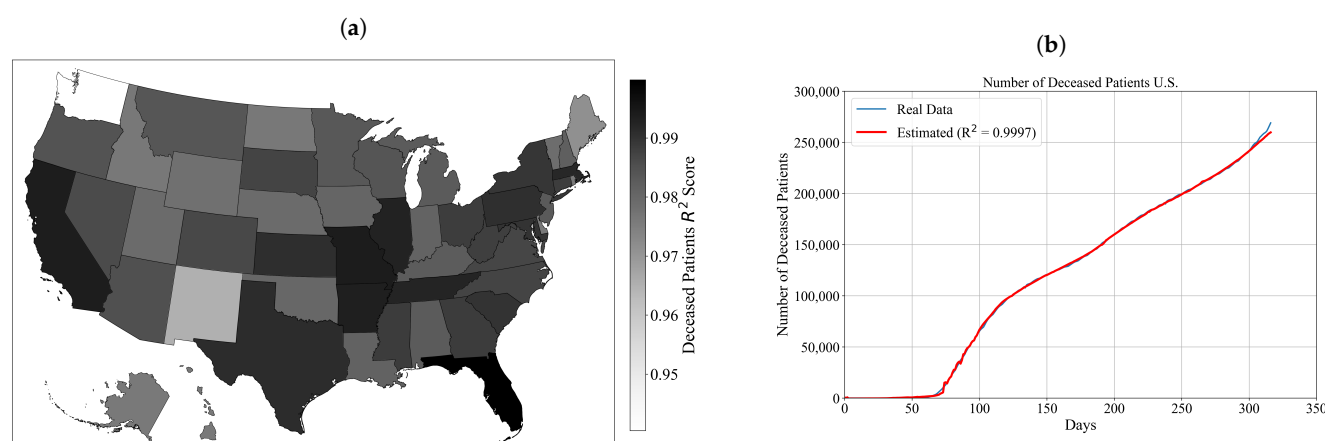 (a)
0.99
0.98
0.97
0.96
0.95
Deceased Patients R² Score
(b)
Number of Deceased Patients U.S.
300,000
250,000
200,000
150,000
100,000
50,000
0
Number of Deceased Patients
Real Data
Estimated (R² = 0.9997)
0 50 100 150 200 250 300 350
Days